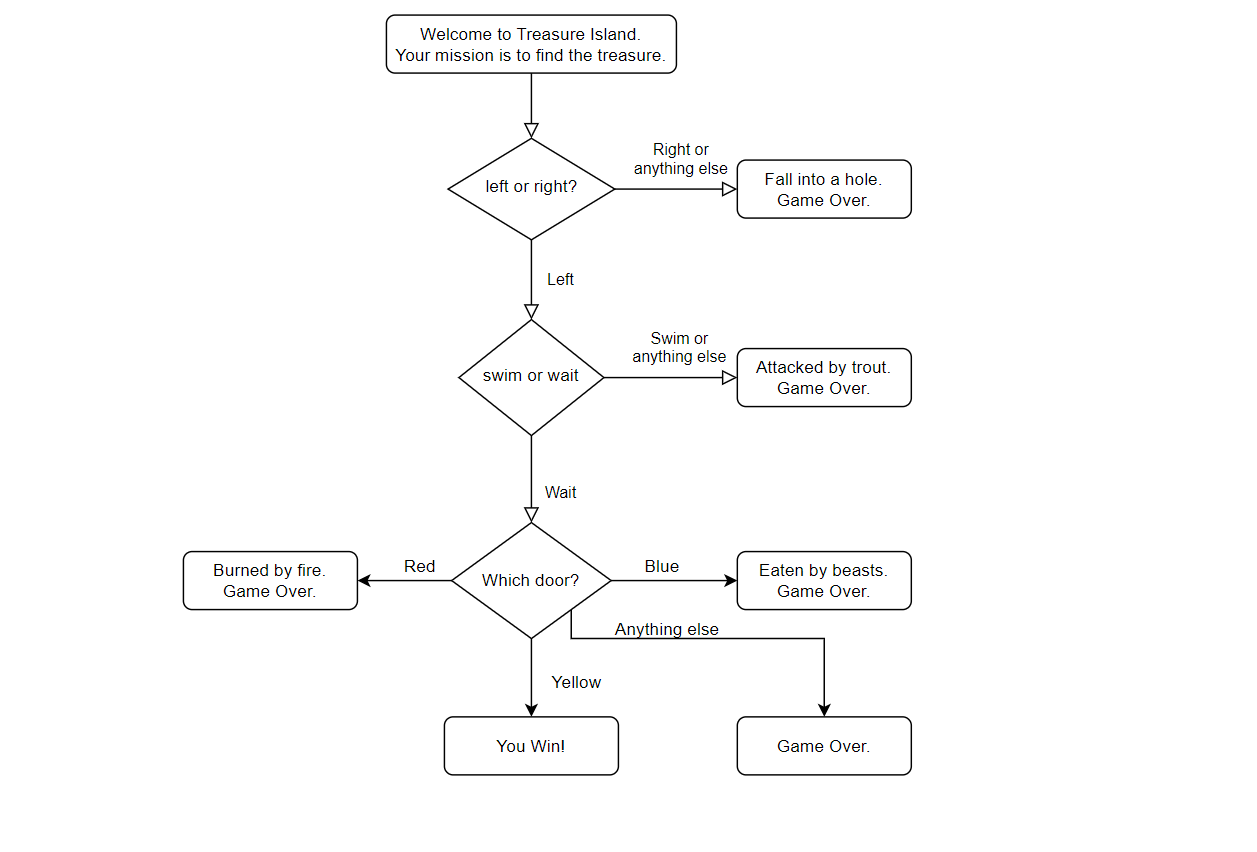 Welcome to Treasure Island.
Your mission is to find the treasure.
Right or
anything else
left or right?
Fall into a hole.
Game Over.
Left
Swim or
anything else
swim or wait
Attacked by trout.
Game Over.
Wait
Burned by fire.
Game Over.
Red
Which door?
Blue
Eaten by beasts.
Game Over.
Anything else
Yellow
You Win!
Game Over.